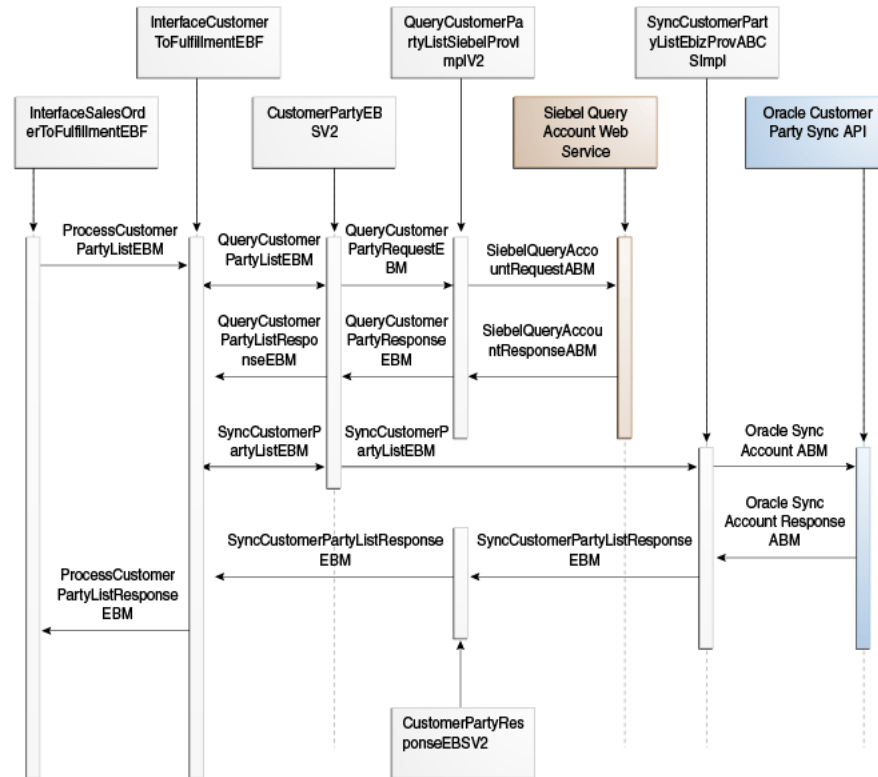 InterfaceCustomer
ToFulfillmentEBF
QueryCustomerPa
rtyListSiebelProvI
mplV2
SyncCustomerPart
yListEbizProvABC
SImpl
InterfaceSalesOrd
erToFulfillmentEBF
CustomerPartyEB
SV2
Siebel Query
Account Web
Service
Oracle Customer
Party Sync API
ProcessCustomer
PartyListEBM
QueryCustomer
PartyListEBM
QueryCustomer
PartyRequestE
BM
SiebelQueryAcco
untRequestABM
QueryCustomer
PartyListRespo
nseEBM
QueryCustomer
PartyResponse
EBM
SiebelQueryAccou
ntResponseABM
SyncCustomerP
artyListEBM
SyncCustomerP
artyListEBM
Oracle Sync
Account ABM
Oracle Sync
Account Response
ABM
SyncCustomerPartyListResponse
EBM
SyncCustomerPartyListResponse
EBM
ProcessCustomer
PartyListResponse
EBM
CustomerPartyRes
ponseEBSV2